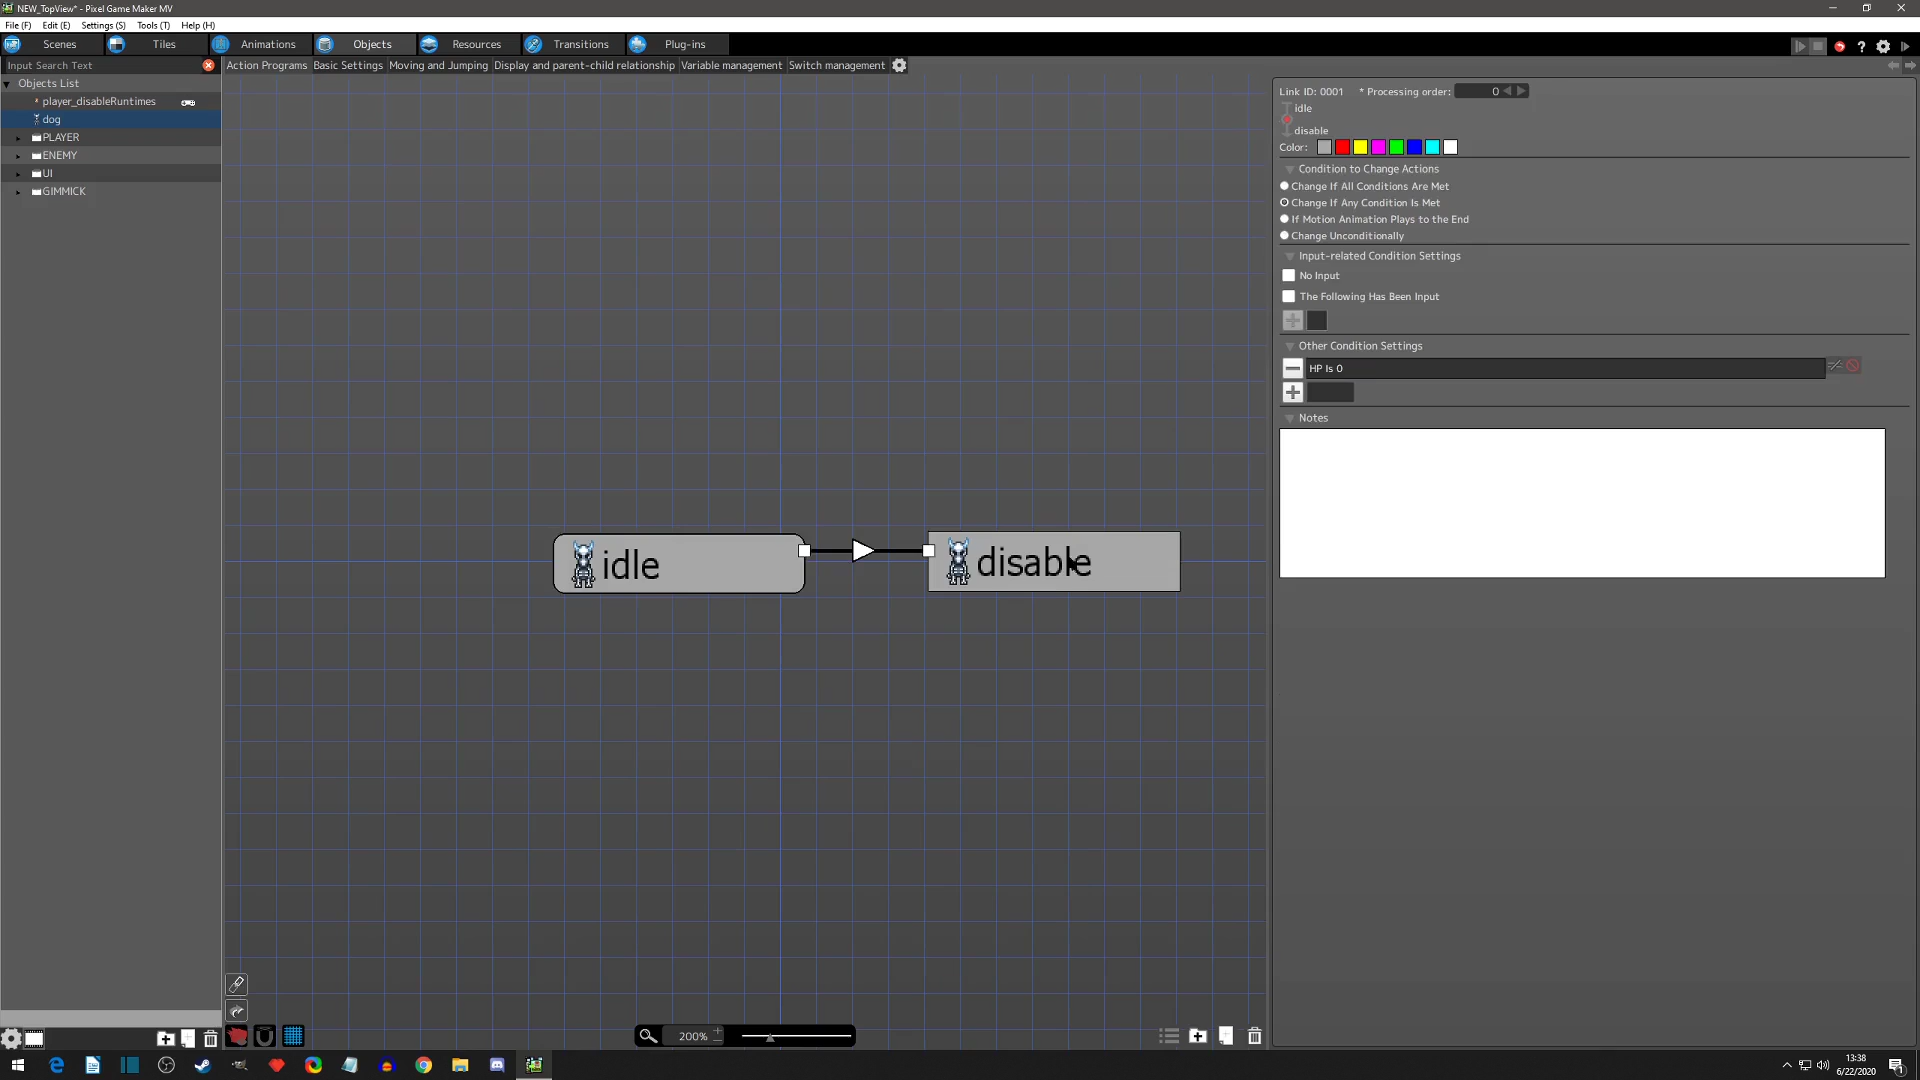 NEW_TopView* - Pixel Game Maker MV
File (F) Edit (E) Settings (S) Tools (T) Help (H)
Scenes Tiles Animations Objects Resources Transitions Plug-ins
Input Search Text
Action Programs Basic Settings Moving and Jumping Display and parent-child relationship Variable management Switch management
Objects List
player_disableRuntimes
dog
PLAYER
ENEMY
UI
GIMMICK
Link ID: 0001 * Processing order: 0
idle
disable
Color:
Condition to Change Actions
Change If All Conditions Are Met
Change If Any Condition Is Met
If Motion Animation Plays to the End
Change Unconditionally
Input-related Condition Settings
No Input
The Following Has Been Input
Other Condition Settings
HP Is 0
Notes
idle
disable
200%
13:38
6/22/2020